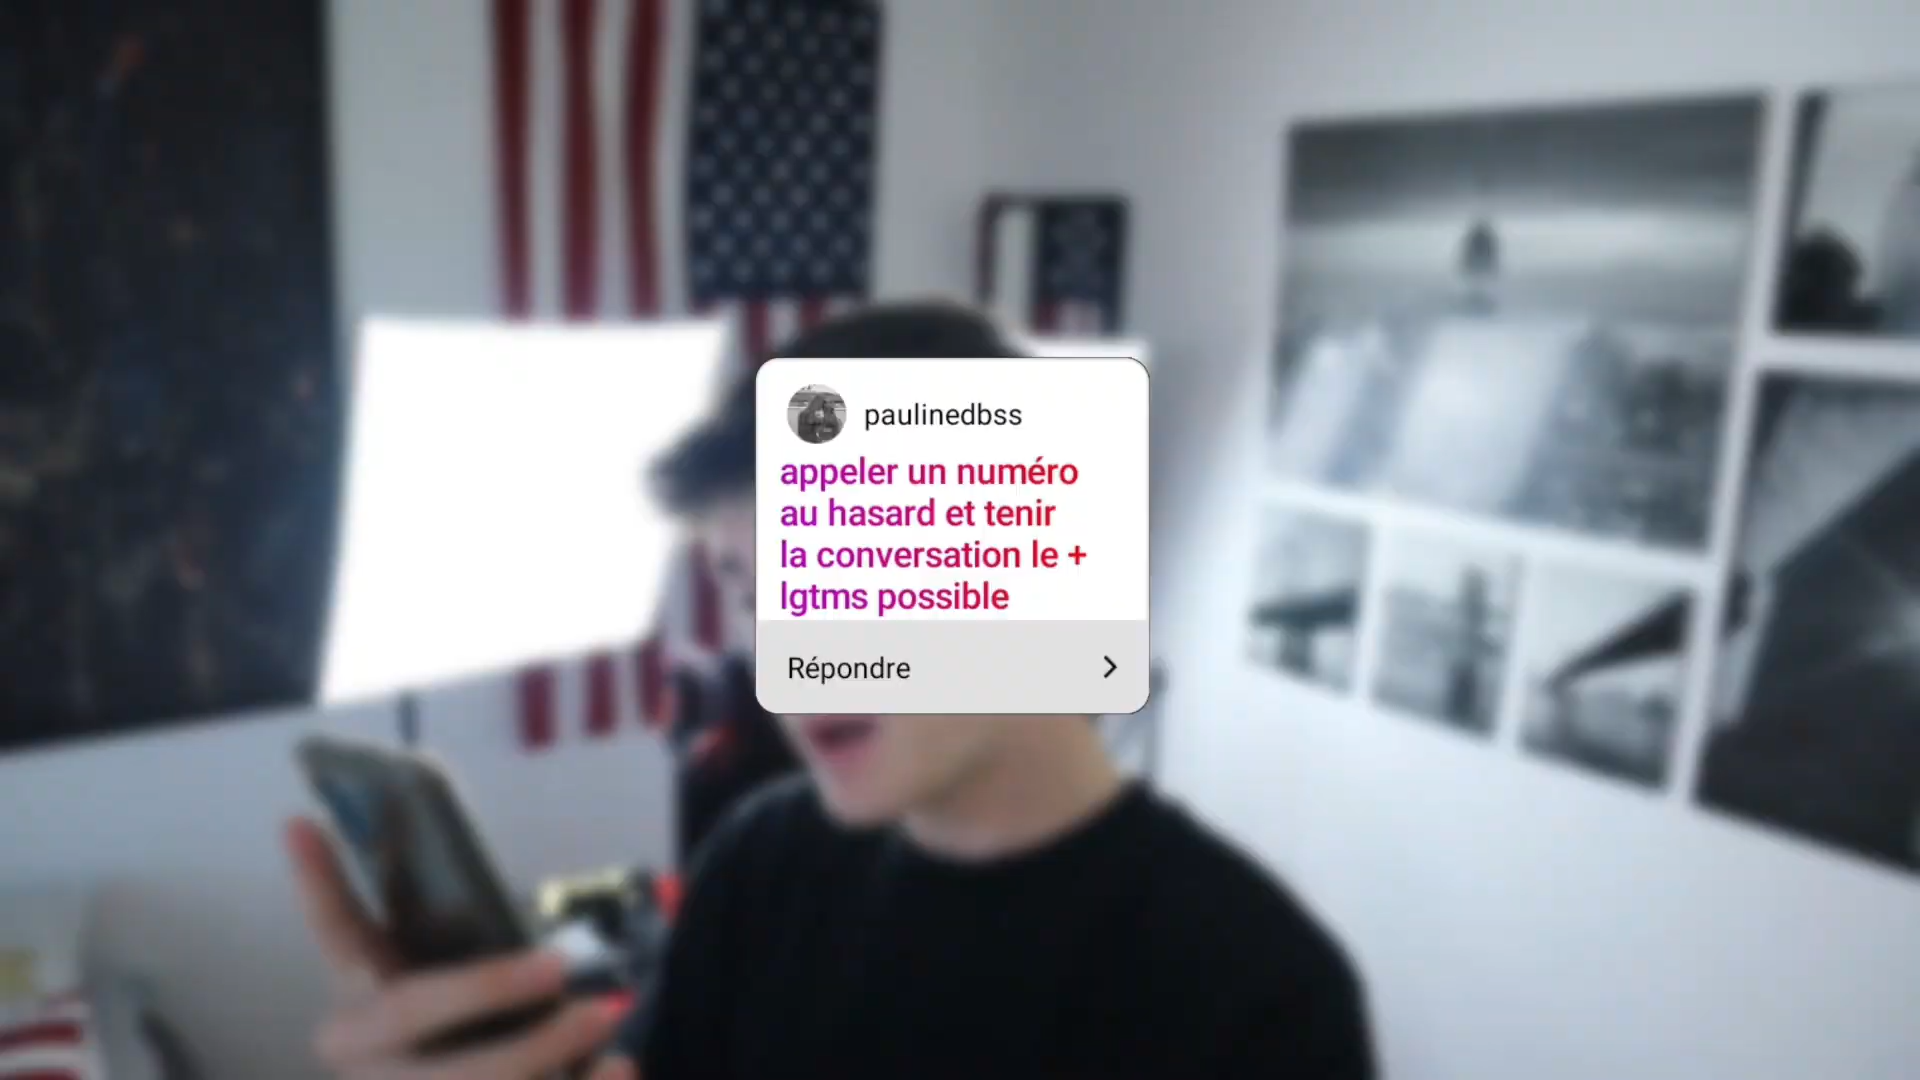 paulinedbss
appeler un numéro
au hasard et tenir
la conversation le +
lgtms possible
Répondre